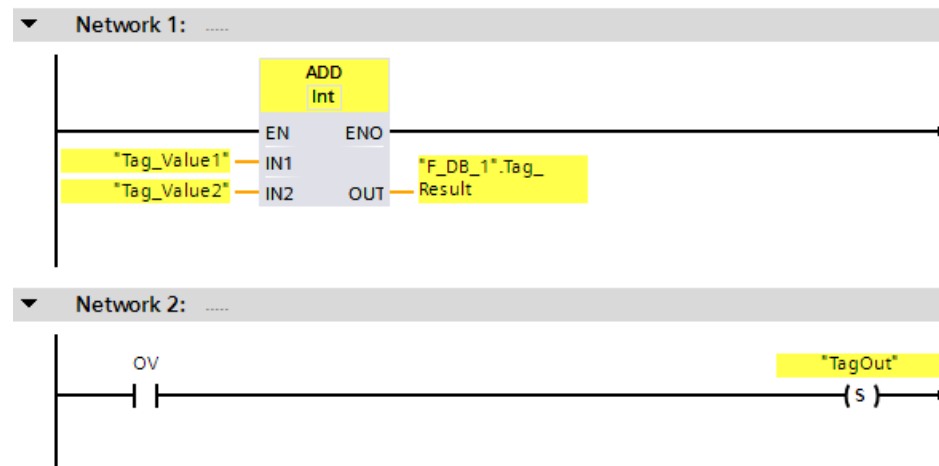 Network 1: .....
ADD
Int
EN ENO
"Tag_Value1" IN1 "F_DB_1".Tag_
"Tag_Value2" IN2 OUT Result
Network 2: .....
OV "TagOut"
S